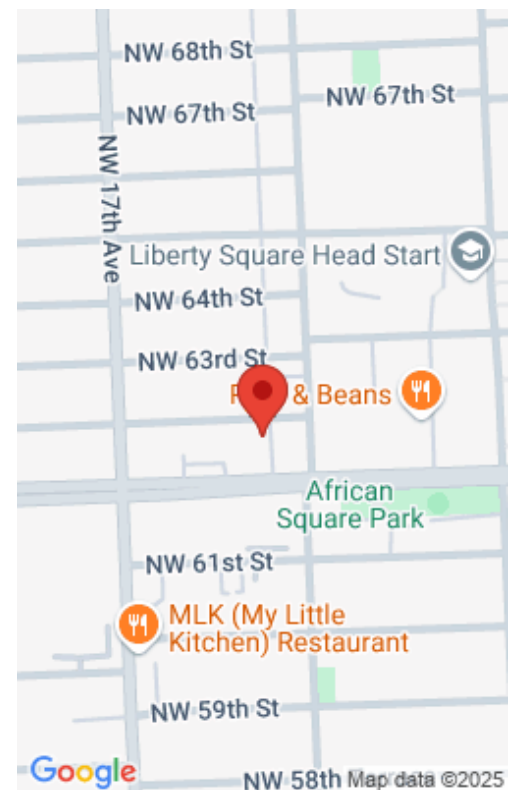 NW 68th St
NW 67th St
NW 67th St
NW 17th Ave
Liberty Square Head Start
NW 64th St
NW 63rd St
& Beans
African
Square Park
NW 61st St
MLK (My Little
Kitchen) Restaurant
NW 59th St
Google
NW 58th
Map data ©2025